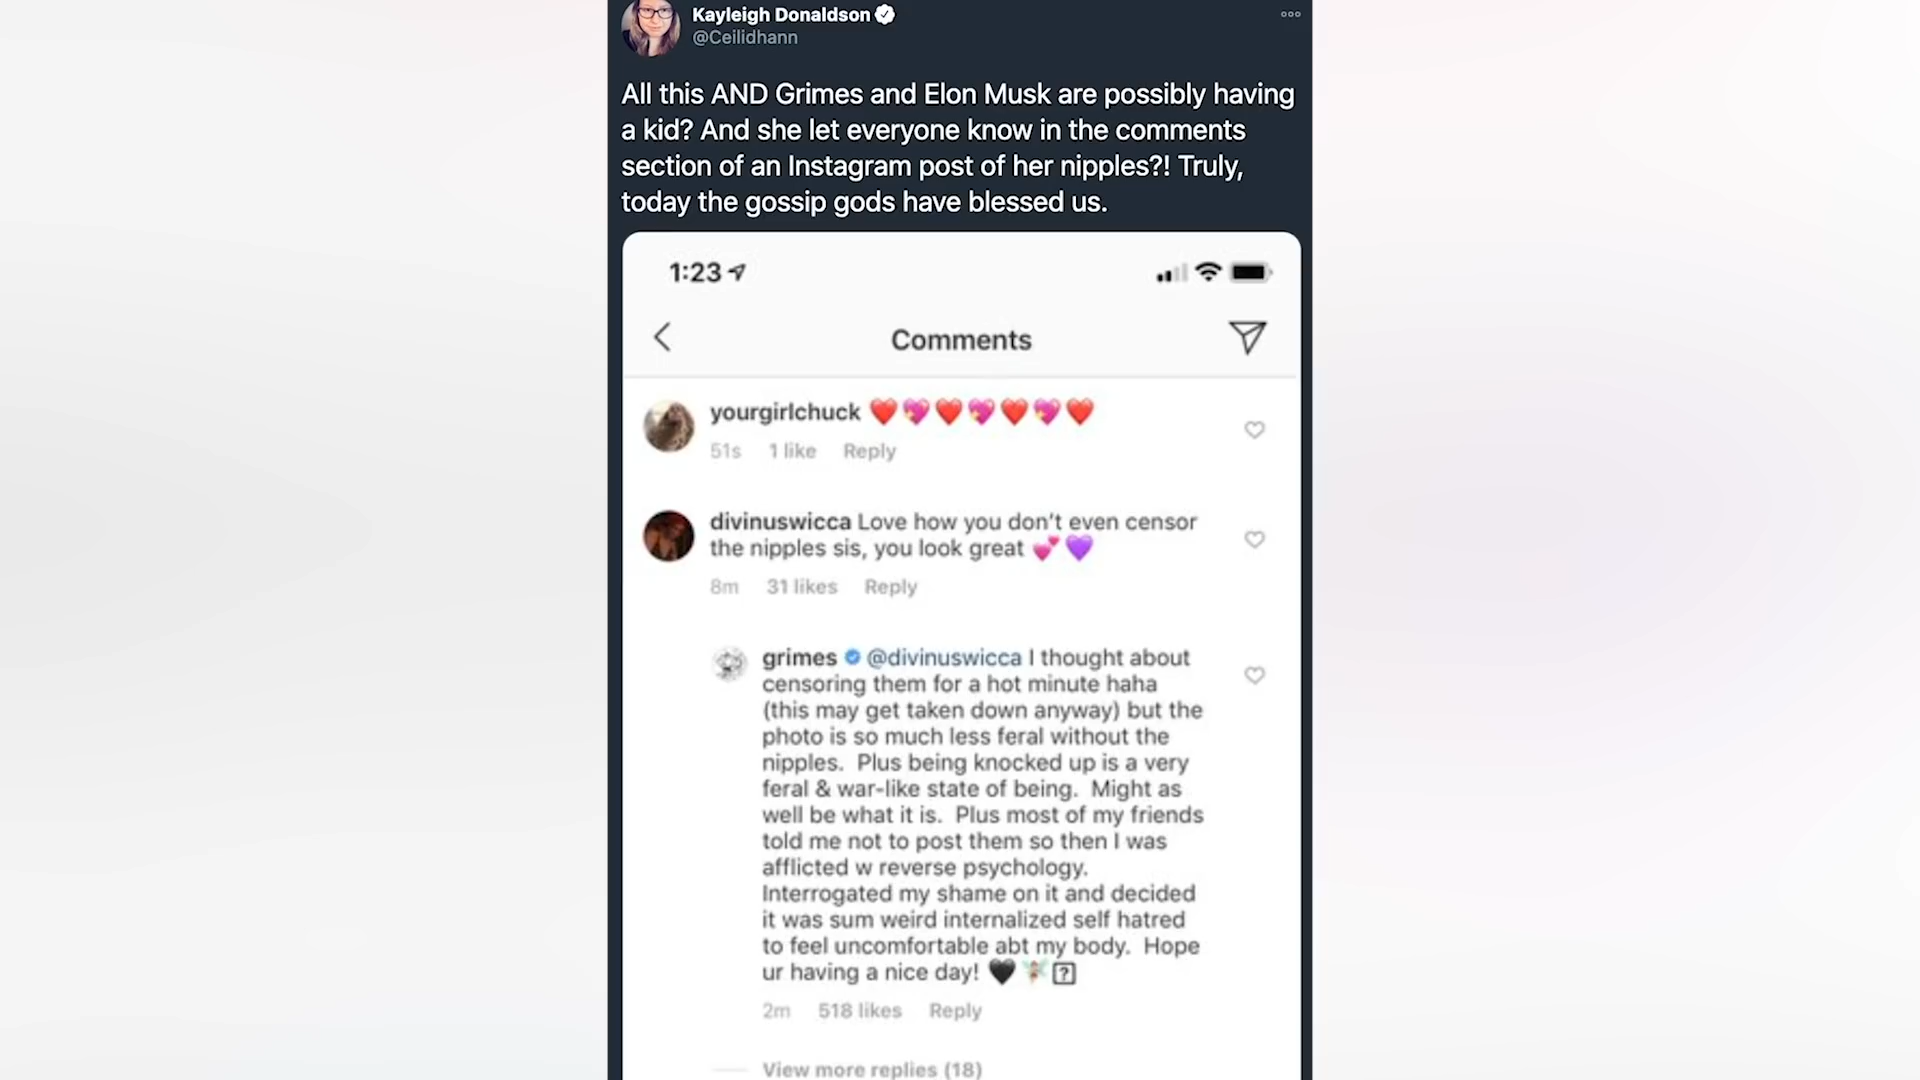 Kayleigh Donaldson
@Ceilidhann
All this AND Grimes and Elon Musk are possibly having
a kid? And she let everyone know in the comments
section of an Instagram post of her nipples?! Truly,
today the gossip gods have blessed us.
1:23
Comments
yourgirlchuck ❤️💖❤️💖❤️💖❤️
51s 1 like Reply
divinuswicca Love how you don't even censor
the nipples sis, you look great 💕💜
8m 31 likes Reply
grimes @divinuswicca I thought about
censoring them for a hot minute haha
(this may get taken down anyway) but the
photo is so much less feral without the
nipples. Plus being knocked up is a very
feral & war-like state of being. Might as
well be what it is. Plus most of my friends
told me not to post them so then I was
afflicted w reverse psychology.
Interrogated my shame on it and decided
it was sum weird internalized self hatred
to feel uncomfortable abt my body. Hope
ur having a nice day! 🖤🧚⍰
2m 518 likes Reply
View more replies (18)